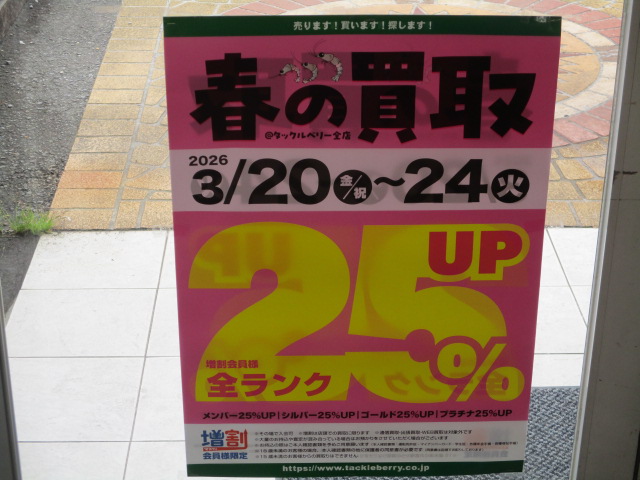 売ります！買います！探します！
春の買取
@タックルベリー全店
2026
3/20金/祝～24火
25%UP
増割会員様
全ランク
メンバー25%UP｜シルバー25%UP｜ゴールド25%UP｜プラチナ25%UP
増割
会員様限定
https://www.tackleberry.co.jp